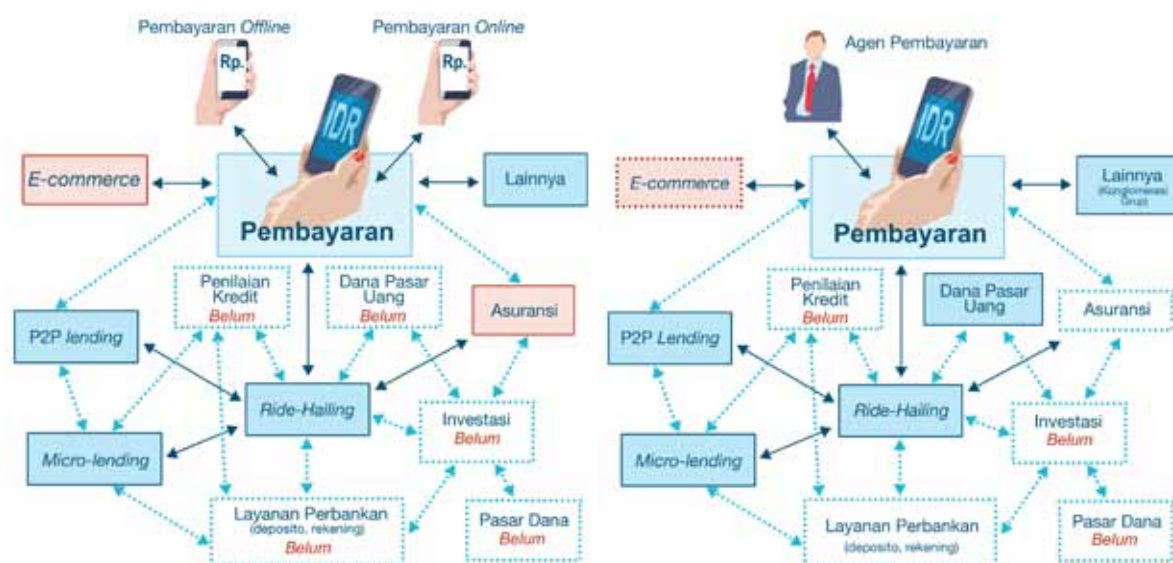 Pembayaran Offline
Pembayaran Online
Rp.
Rp.
IDR
E-commerce
Lainnya
Pembayaran
Penilaian
Kredit
Belum
Dana Pasar
Uang
Belum
Asuransi
P2P lending
Ride-Hailing
Investasi
Belum
Micro-lending
Layanan Perbankan
(deposito, rekening)
Belum
Pasar Dana
Belum
Agen Pembayaran
IDR
E-commerce
Lainnya
(Konglomerasi
Grup)
Pembayaran
Penilaian
Kredit
Belum
Dana Pasar
Uang
Asuransi
P2P Lending
Ride-Hailing
Investasi
Belum
Micro-lending
Layanan Perbankan
(deposito, rekening)
Pasar Dana
Belum